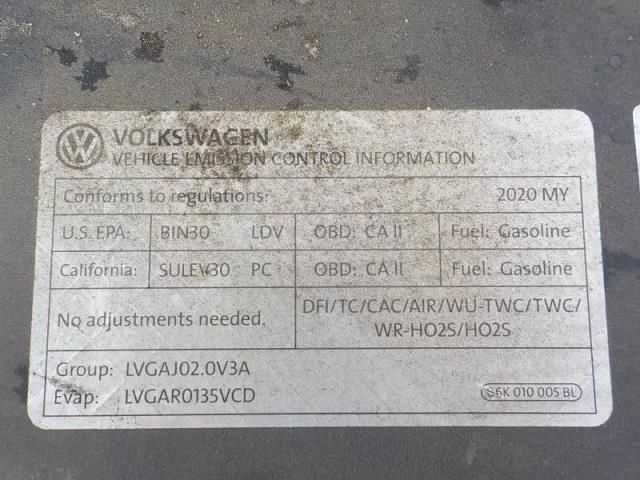 VOLKSWAGEN
VEHICLE EMISSION CONTROL INFORMATION
Conforms to regulations: 2020 MY
U.S. EPA: BIN30 LDV OBD: CA II Fuel: Gasoline
California: SULEV30 PC OBD: CA II Fuel: Gasoline
No adjustments needed.
DFI/TC/CAC/AIR/WU-TWC/TWC/
WR-HO2S/HO2S
Group: LVGAJ02.0V3A
Evap: LVGAR0135VCD
010 005 BL